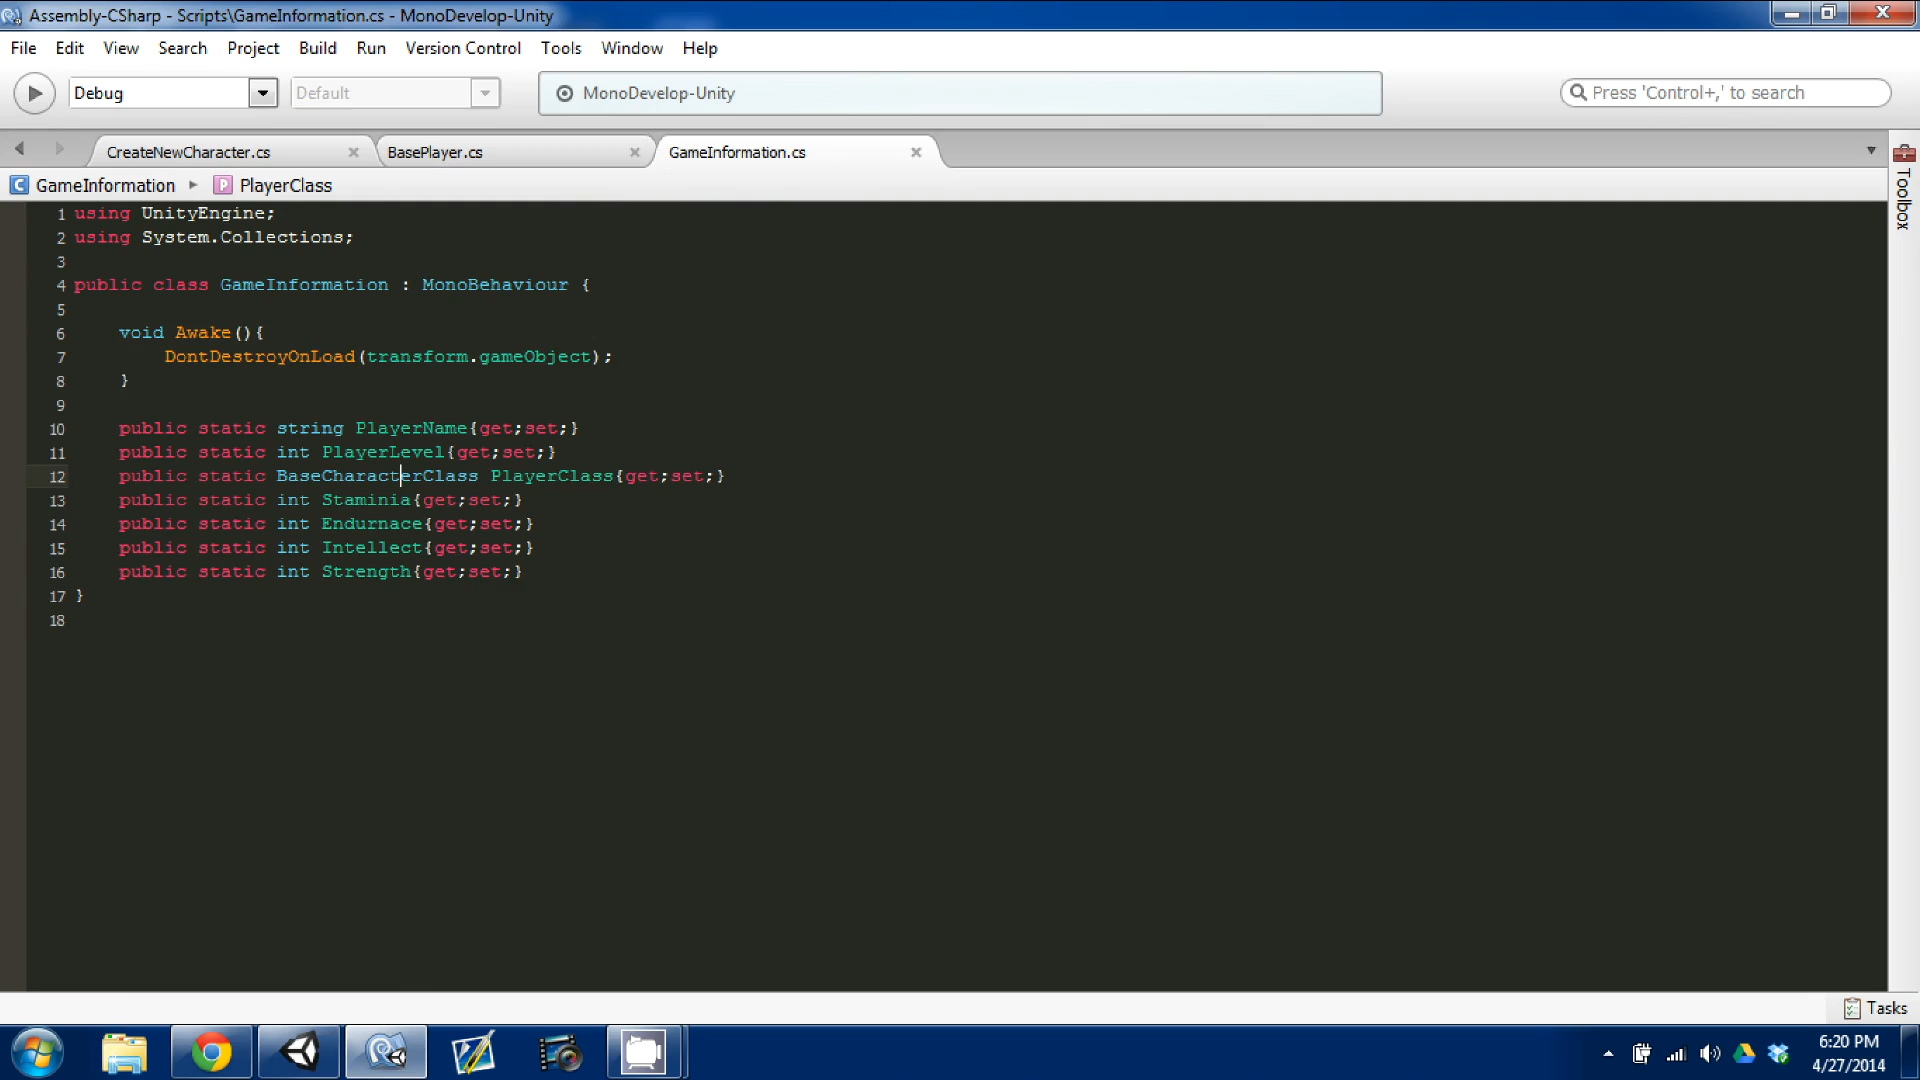 Assembly-CSharp - Scripts\GameInformation.cs - MonoDevelop-Unity
File Edit View Search Project Build Run Version Control Tools Window Help
Debug Default MonoDevelop-Unity Press 'Control+,' to search
CreateNewCharacter.cs BasePlayer.cs GameInformation.cs
C GameInformation P PlayerClass
Toolbox
1 using UnityEngine;
2 using System.Collections;
3
4 public class GameInformation : MonoBehaviour {
5
6 void Awake(){
7 DontDestroyOnLoad(transform.gameObject);
8 }
9
10 public static string PlayerName{get;set;}
11 public static int PlayerLevel{get;set;}
12 public static BaseCharacterClass PlayerClass{get;set;}
13 public static int Staminia{get;set;}
14 public static int Endurnace{get;set;}
15 public static int Intellect{get;set;}
16 public static int Strength{get;set;}
17 }
18
Tasks
6:20 PM
4/27/2014